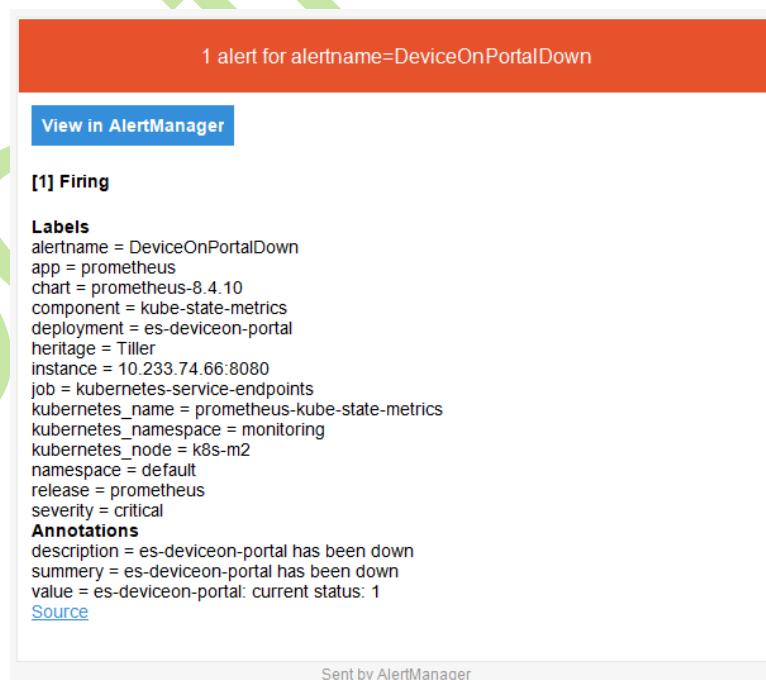 1 alert for alertname=DeviceOnPortalDown
View in AlertManager
[1] Firing
Labels
alertname = DeviceOnPortalDown
app = prometheus
chart = prometheus-8.4.10
component = kube-state-metrics
deployment = es-deviceon-portal
heritage = Tiller
instance = 10.233.74.66:8080
job = kubernetes-service-endpoints
kubernetes_name = prometheus-kube-state-metrics
kubernetes_namespace = monitoring
kubernetes_node = k8s-m2
namespace = default
release = prometheus
severity = critical
Annotations
description = es-deviceon-portal has been down
summery = es-deviceon-portal has been down
value = es-deviceon-portal: current status: 1
Source
Sent by AlertManager